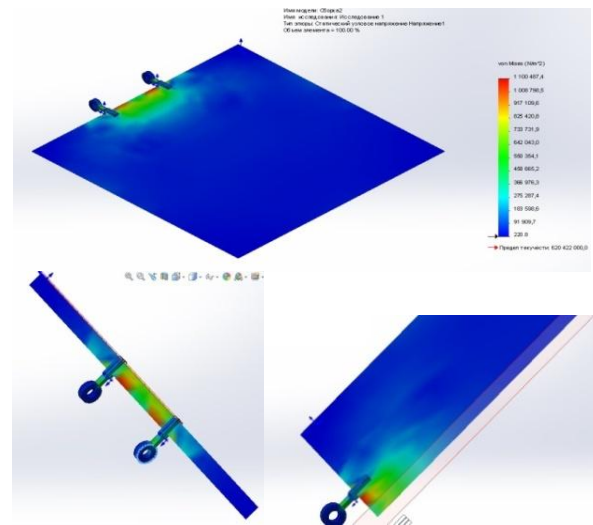 Имя модели: Сборка2
Имя исследования: Исследование 1
Тип эпюры: Статический узловое напряжение Напряжение1
Объем элемента = 100.00 %
von Mises (N/m^2)
1 100 487,4
1 008 798,5
917 109,6
825 420,8
733 731,9
642 043,0
550 354,1
458 665,2
366 976,3
275 287,4
183 598,6
91 909,7
220,8
Предел текучести: 620 422 000,0